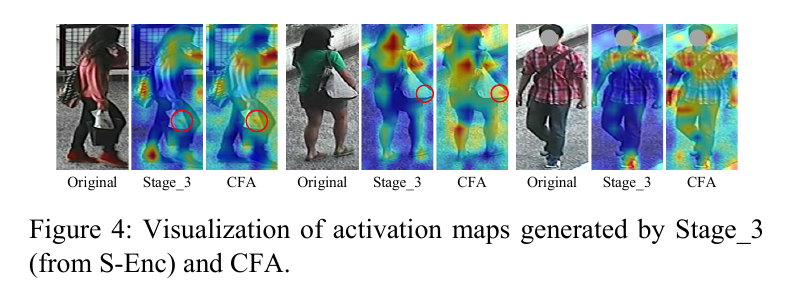 Original Stage_3 CFA Original Stage_3 CFA Original Stage_3 CFA
Figure 4: Visualization of activation maps generated by Stage_3
(from S-Enc) and CFA.